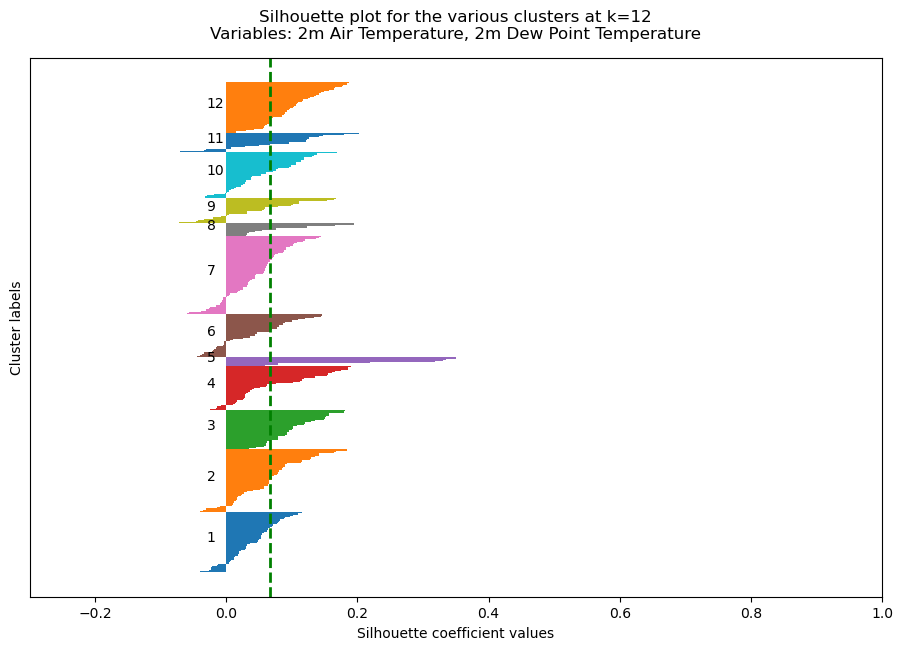 Silhouette plot for the various clusters at k=12
Variables: 2m Air Temperature, 2m Dew Point Temperature
Cluster labels
12
11
10
9
8
7
6
5
4
3
2
1
−0.2 0.0 0.2 0.4 0.6 0.8 1.0
Silhouette coefficient values